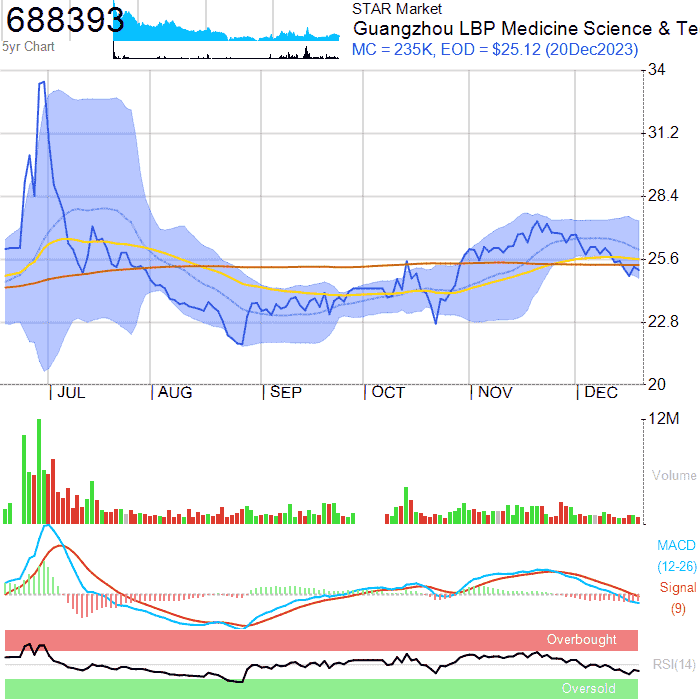 688393
5yr Chart
STAR Market
Guangzhou LBP Medicine Science & Te
MC = 235K, EOD = $25.12 (20Dec2023)
34
31.2
28.4
25.6
22.8
20
JUL
AUG
SEP
OCT
NOV
DEC
12M
Volume
MACD
(12-26)
Signal
(9)
Overbought
RSI(14)
Oversold